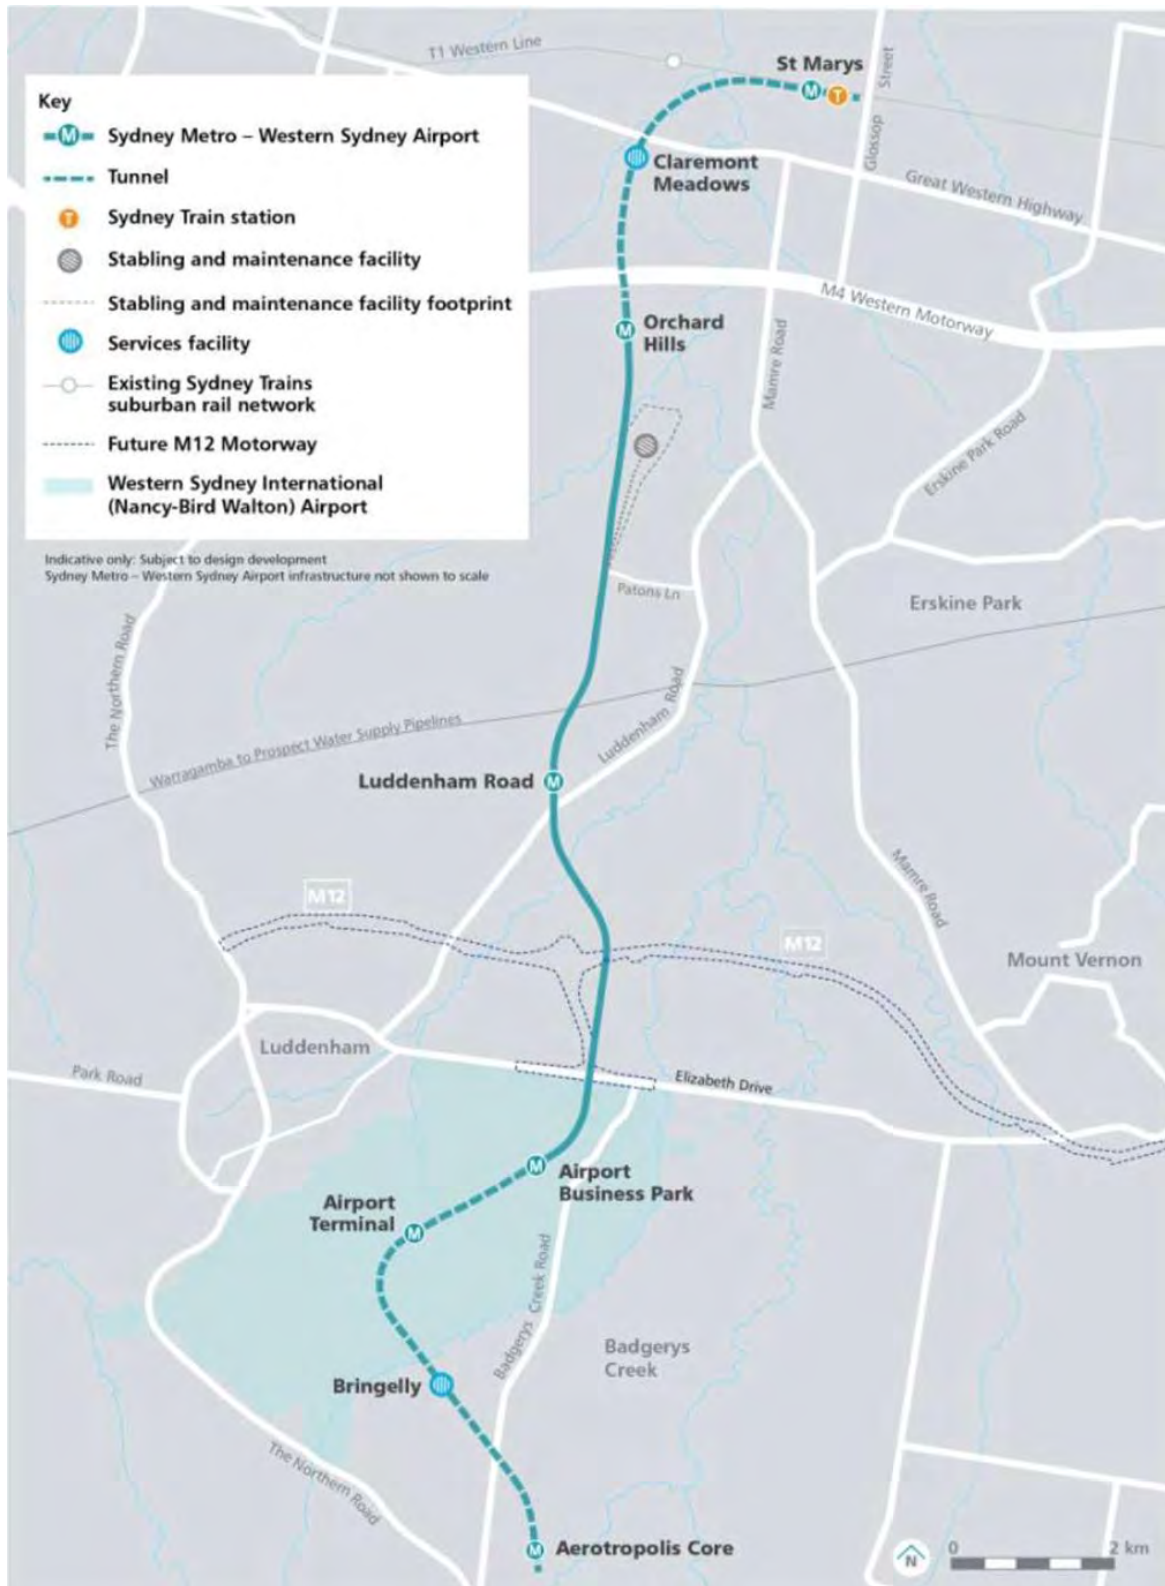 T1 Western Line
St Marys
M
T
Glossop Street
Key
M
Sydney Metro – Western Sydney Airport
Tunnel
T
Sydney Train station
Stabling and maintenance facility
Stabling and maintenance facility footprint
Services facility
Existing Sydney Trains
suburban rail network
Future M12 Motorway
Western Sydney International
(Nancy-Bird Walton) Airport
Indicative only: Subject to design development
Sydney Metro – Western Sydney Airport infrastructure not shown to scale
Claremont
Meadows
Great Western Highway
M4 Western Motorway
M
Orchard
Hills
Mamre Road
Erskine Park Road
Patons Ln
Erskine Park
The Northern Road
Warragamba to Prospect Water Supply Pipelines
Luddenham Road
Luddenham Road
M
M12
Mamre Road
M12
Mount Vernon
Luddenham
Park Road
Elizabeth Drive
M
Airport
Business Park
Airport
Terminal
M
Badgerys Creek Road
Badgerys
Creek
Bringelly
The Northern Road
M
Aerotropolis Core
N
0
2 km